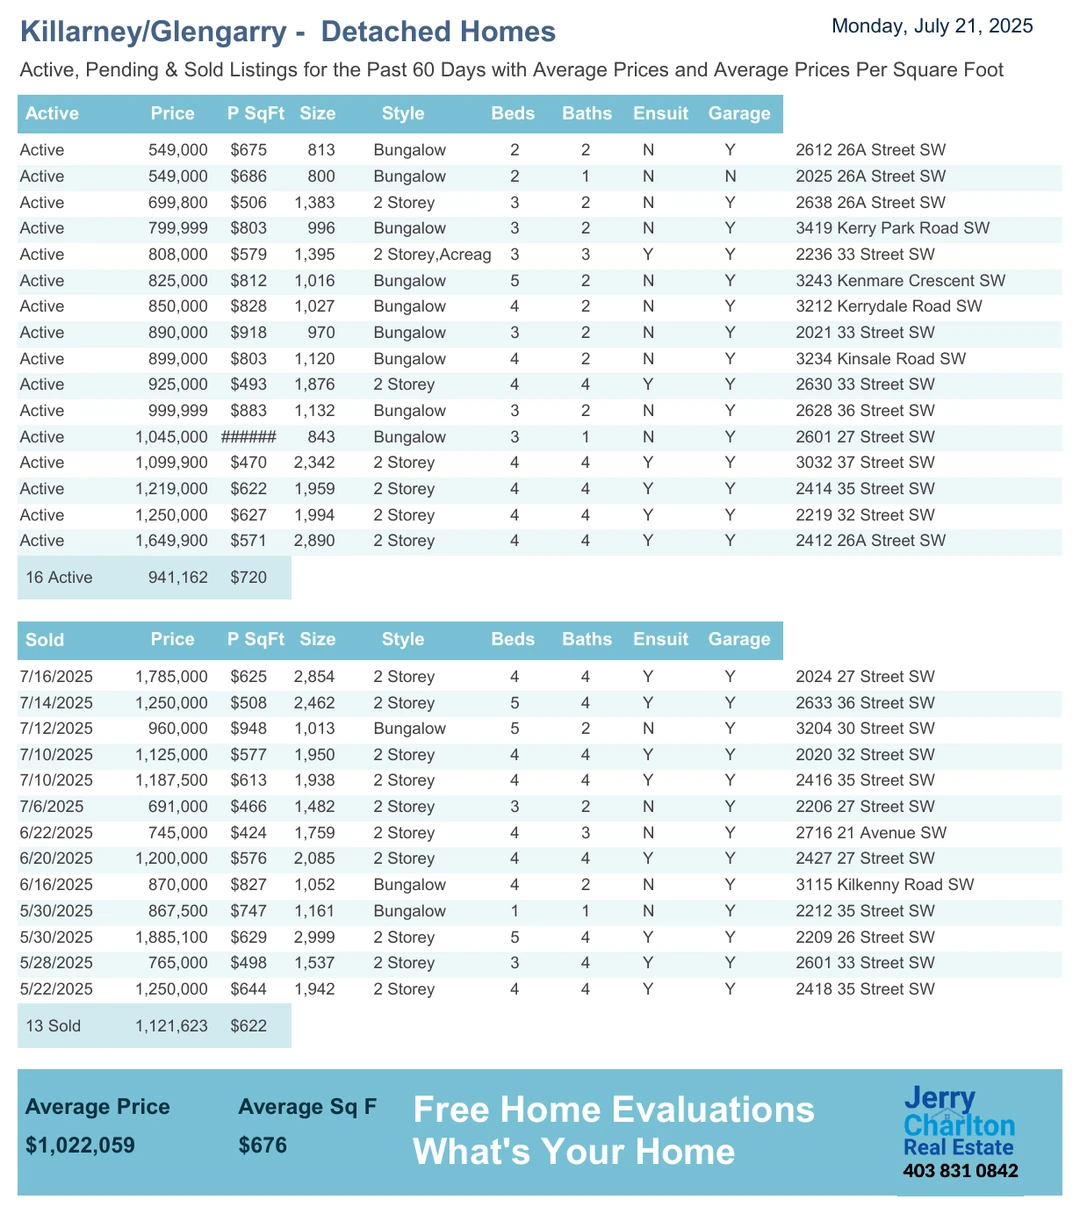 Killarney/Glengarry - Detached Homes
Monday, July 21, 2025
Active, Pending & Sold Listings for the Past 60 Days with Average Prices and Average Prices Per Square Foot
Active Price P SqFt Size Style Beds Baths Ensuit Garage
Active 549,000 $675 813 Bungalow 2 2 N Y 2612 26A Street SW
Active 549,000 $686 800 Bungalow 2 1 N N 2025 26A Street SW
Active 699,800 $506 1,383 2 Storey 3 2 N Y 2638 26A Street SW
Active 799,999 $803 996 Bungalow 3 2 N Y 3419 Kerry Park Road SW
Active 808,000 $579 1,395 2 Storey,Acreag 3 3 Y Y 2236 33 Street SW
Active 825,000 $812 1,016 Bungalow 5 2 N Y 3243 Kenmare Crescent SW
Active 850,000 $828 1,027 Bungalow 4 2 N Y 3212 Kerrydale Road SW
Active 890,000 $918 970 Bungalow 3 2 N Y 2021 33 Street SW
Active 899,000 $803 1,120 Bungalow 4 2 N Y 3234 Kinsale Road SW
Active 925,000 $493 1,876 2 Storey 4 4 Y Y 2630 33 Street SW
Active 999,999 $883 1,132 Bungalow 3 2 N Y 2628 36 Street SW
Active 1,045,000 ###### 843 Bungalow 3 1 N Y 2601 27 Street SW
Active 1,099,900 $470 2,342 2 Storey 4 4 Y Y 3032 37 Street SW
Active 1,219,000 $622 1,959 2 Storey 4 4 Y Y 2414 35 Street SW
Active 1,250,000 $627 1,994 2 Storey 4 4 Y Y 2219 32 Street SW
Active 1,649,900 $571 2,890 2 Storey 4 4 Y Y 2412 26A Street SW
16 Active 941,162 $720
Sold Price P SqFt Size Style Beds Baths Ensuit Garage
7/16/2025 1,785,000 $625 2,854 2 Storey 4 4 Y Y 2024 27 Street SW
7/14/2025 1,250,000 $508 2,462 2 Storey 5 4 Y Y 2633 36 Street SW
7/12/2025 960,000 $948 1,013 Bungalow 5 2 N Y 3204 30 Street SW
7/10/2025 1,125,000 $577 1,950 2 Storey 4 4 Y Y 2020 32 Street SW
7/10/2025 1,187,500 $613 1,938 2 Storey 4 4 Y Y 2416 35 Street SW
7/6/2025 691,000 $466 1,482 2 Storey 3 2 N Y 2206 27 Street SW
6/22/2025 745,000 $424 1,759 2 Storey 4 3 N Y 2716 21 Avenue SW
6/20/2025 1,200,000 $576 2,085 2 Storey 4 4 Y Y 2427 27 Street SW
6/16/2025 870,000 $827 1,052 Bungalow 4 2 N Y 3115 Kilkenny Road SW
5/30/2025 867,500 $747 1,161 Bungalow 1 1 N Y 2212 35 Street SW
5/30/2025 1,885,100 $629 2,999 2 Storey 5 4 Y Y 2209 26 Street SW
5/28/2025 765,000 $498 1,537 2 Storey 3 4 Y Y 2601 33 Street SW
5/22/2025 1,250,000 $644 1,942 2 Storey 4 4 Y Y 2418 35 Street SW
13 Sold 1,121,623 $622
Average Price Average Sq F
$1,022,059 $676
Free Home Evaluations
What's Your Home
Jerry
Charlton
Real Estate
403 831 0842